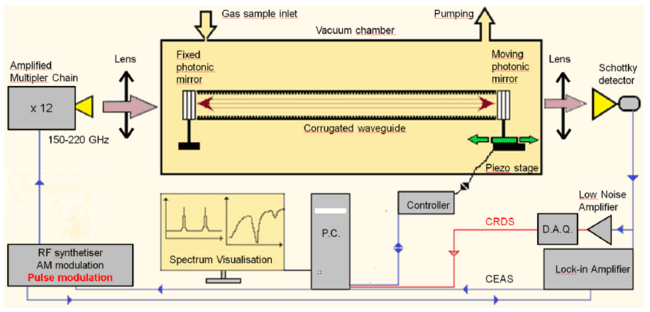 Gas sample inlet
Pumping
Vacuum chamber
Amplified
Multipler Chain
Lens
Fixed
photonic
mirror
Moving
photonic
mirror
Lens
Schottky
detector
x 12
150-220 GHz
Corrugated waveguide
Piezo stage
Controller
Low Noise
Amplifier
CRDS
D.A.Q.
P.C.
Spectrum Visualisation
RF synthetiser
AM modulation
Pulse modulation
CEAS
Lock-in Amplifier